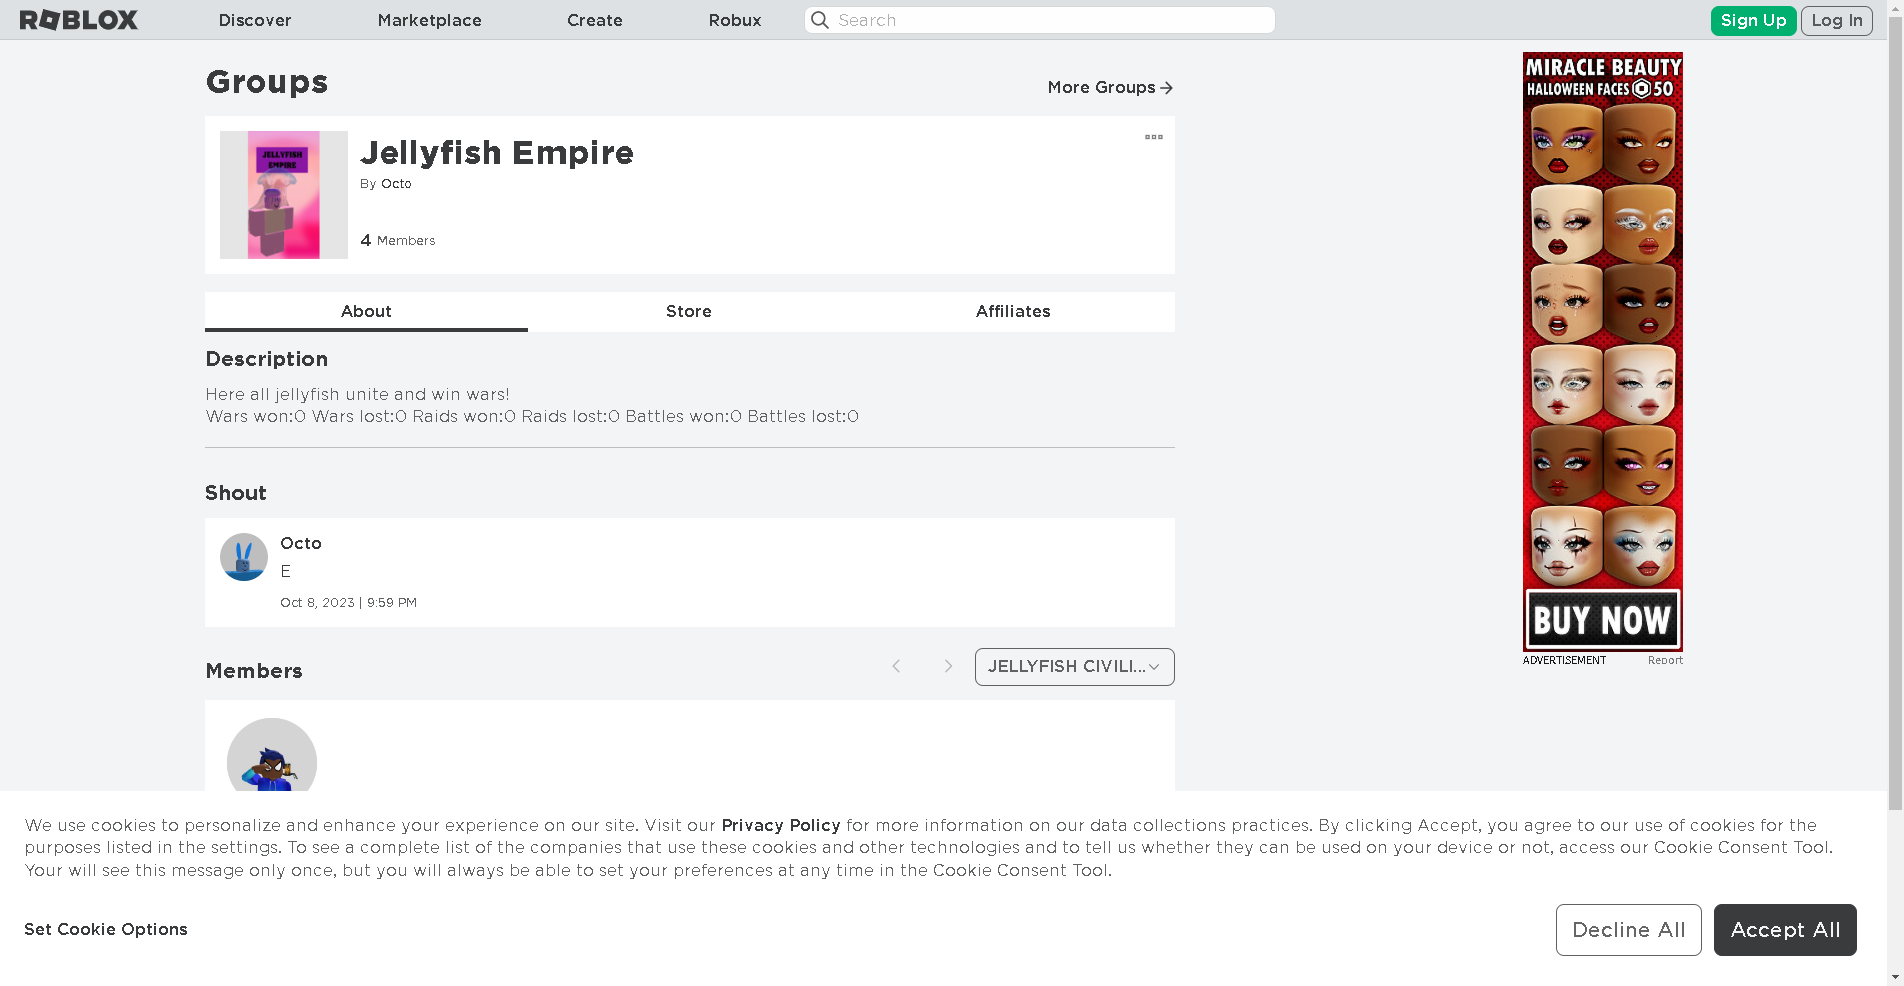 ROBLOX
Discover
Marketplace
Create
Robux
Search
Sign Up
Log In
Groups
More Groups
JELLYFISH
EMPIRE
Jellyfish Empire
By Octo
4 Members
About
Store
Affiliates
Description
Here all jellyfish unite and win wars!
Wars won:0 Wars lost:0 Raids won:0 Raids lost:0 Battles won:0 Battles lost:0
Shout
Octo
E
Oct 8, 2023 | 9:59 PM
Members
JELLYFISH CIVILI...
MIRACLE BEAUTY
HALLOWEEN FACES 50
BUY NOW
ADVERTISEMENT
Report
We use cookies to personalize and enhance your experience on our site. Visit our Privacy Policy for more information on our data collections practices. By clicking Accept, you agree to our use of cookies for the
purposes listed in the settings. To see a complete list of the companies that use these cookies and other technologies and to tell us whether they can be used on your device or not, access our Cookie Consent Tool.
Your will see this message only once, but you will always be able to set your preferences at any time in the Cookie Consent Tool.
Set Cookie Options
Decline All
Accept All